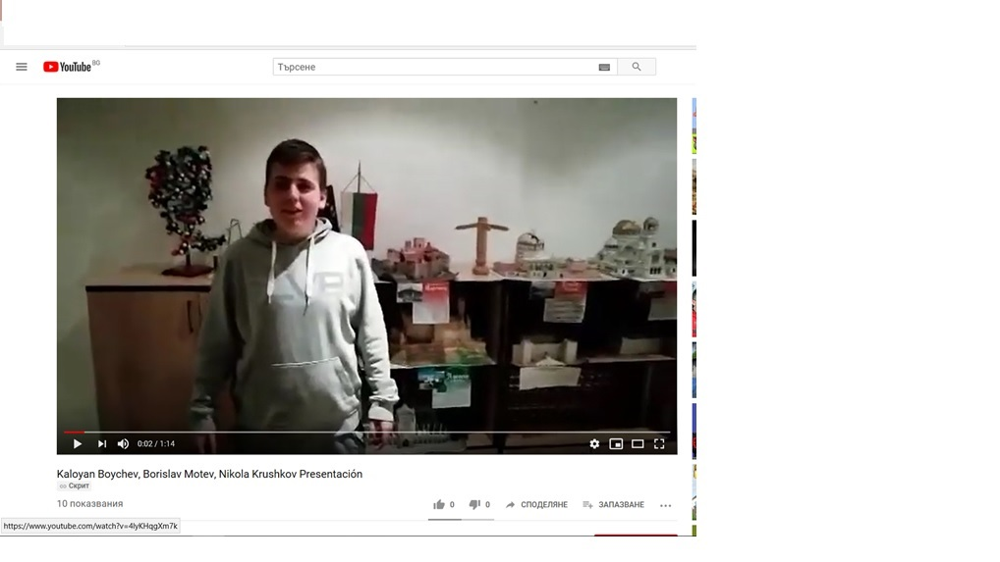 YouTube BG
Търсене
0:02 / 1:14
Kaloyan Boychev, Borislav Motev, Nikola Krushkov Presentación
Скрит
10 показвания
0 0 СПОДЕЛЯНЕ ЗАПАЗВАНЕ
https://www.youtube.com/watch?v=4lyKHqgXm7k